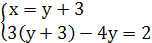 x = y + 3
3(y + 3) − 4y = 2